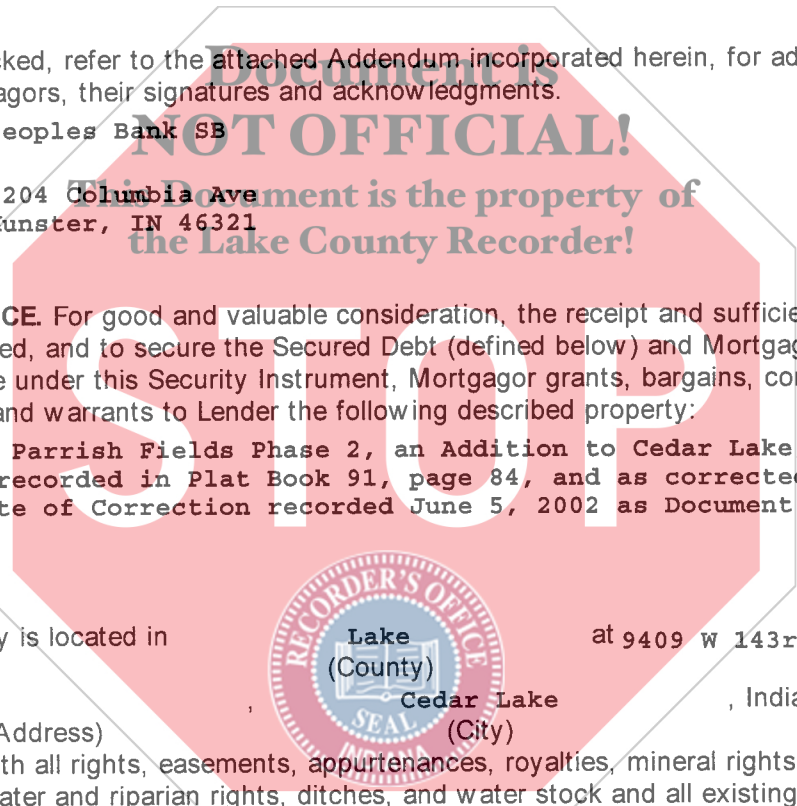 Document is
cked, refer to the attached Addendum incorporated herein, for ad
agors, their signatures and acknowledgments.
eoples Bank SB
NOT OFFICIAL!
204 Columbia Ave
This Document is the property of
unster, IN 46321
the Lake County Recorder!
CE. For good and valuable consideration, the receipt and sufficie
ed, and to secure the Secured Debt (defined below) and Mortgag
e under this Security Instrument, Mortgagor grants, bargains, co
and warrants to Lender the following described property:
STOP
Parrish Fields Phase 2, an Addition to Cedar Lake
recorded in Plat Book 91, page 84, and as corrected
te of Correction recorded June 5, 2002 as Document
RECORDER'S OFFICE
y is located in Lake at 9409 W 143r
(County)
, Cedar Lake , India
SEAL
Address) (City)
INDIANA
th all rights, easements, appurtenances, royalties, mineral rights
ater and riparian rights, ditches, and water stock and all existing